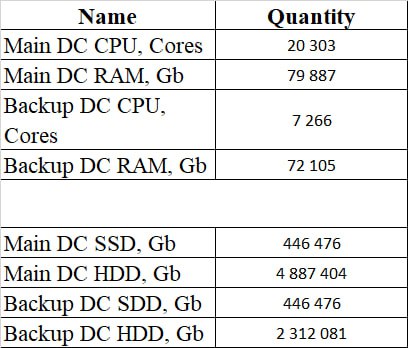 Name Quantity
Main DC CPU, Cores 20 303
Main DC RAM, Gb 79 887
Backup DC CPU,
Cores 7 266
Backup DC RAM, Gb 72 105
Main DC SSD, Gb 446 476
Main DC HDD, Gb 4 887 404
Backup DC SDD, Gb 446 476
Backup DC HDD, Gb 2 312 081